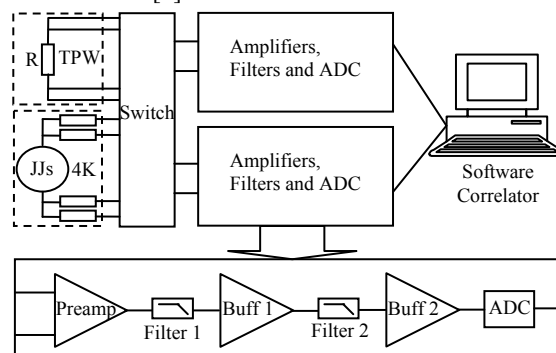 [ ]
R
TPW
Switch
Amplifiers,
Filters and ADC
JJs
4K
Amplifiers,
Filters and ADC
Software
Correlator
Preamp
Filter 1
Buff 1
Filter 2
Buff 2
ADC